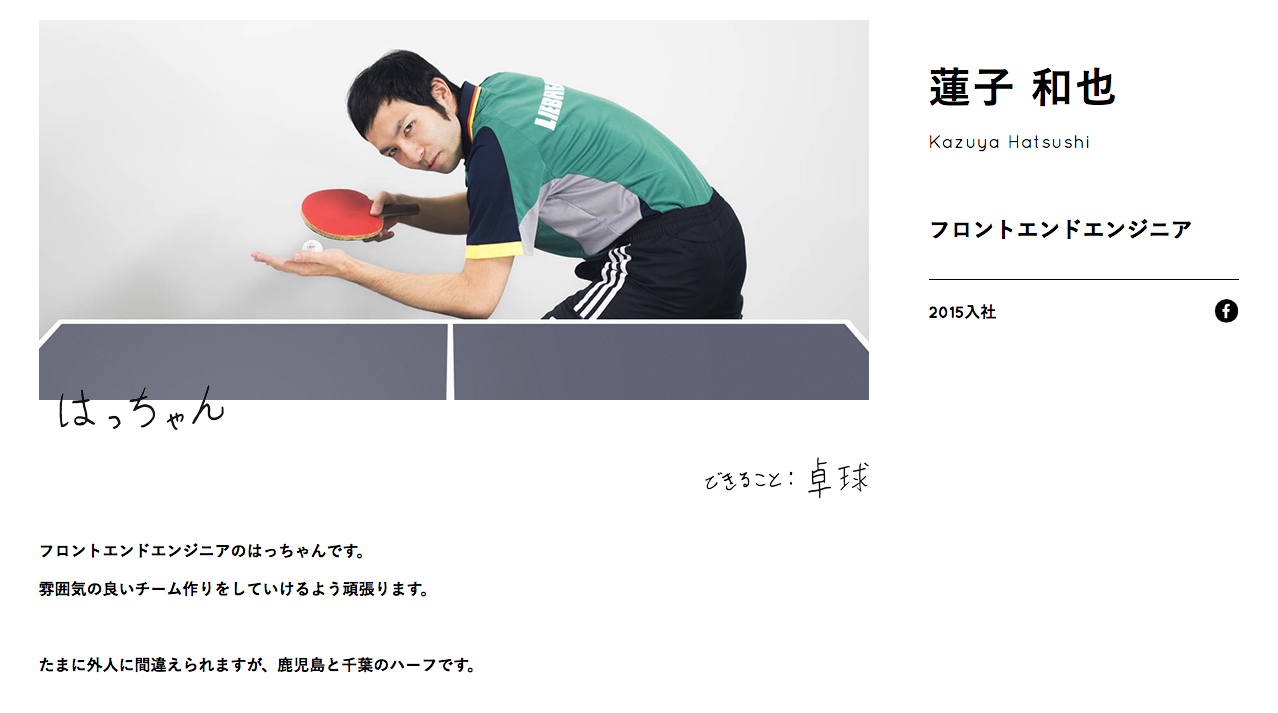 LIEBHE
蓮子 和也
Kazuya Hatsushi
フロントエンドエンジニア
2015入社
はっちゃん
できること：卓球
フロントエンドエンジニアのはっちゃんです。
雰囲気の良いチーム作りをしていけるよう頑張ります。
たまに外人に間違えられますが、鹿児島と千葉のハーフです。